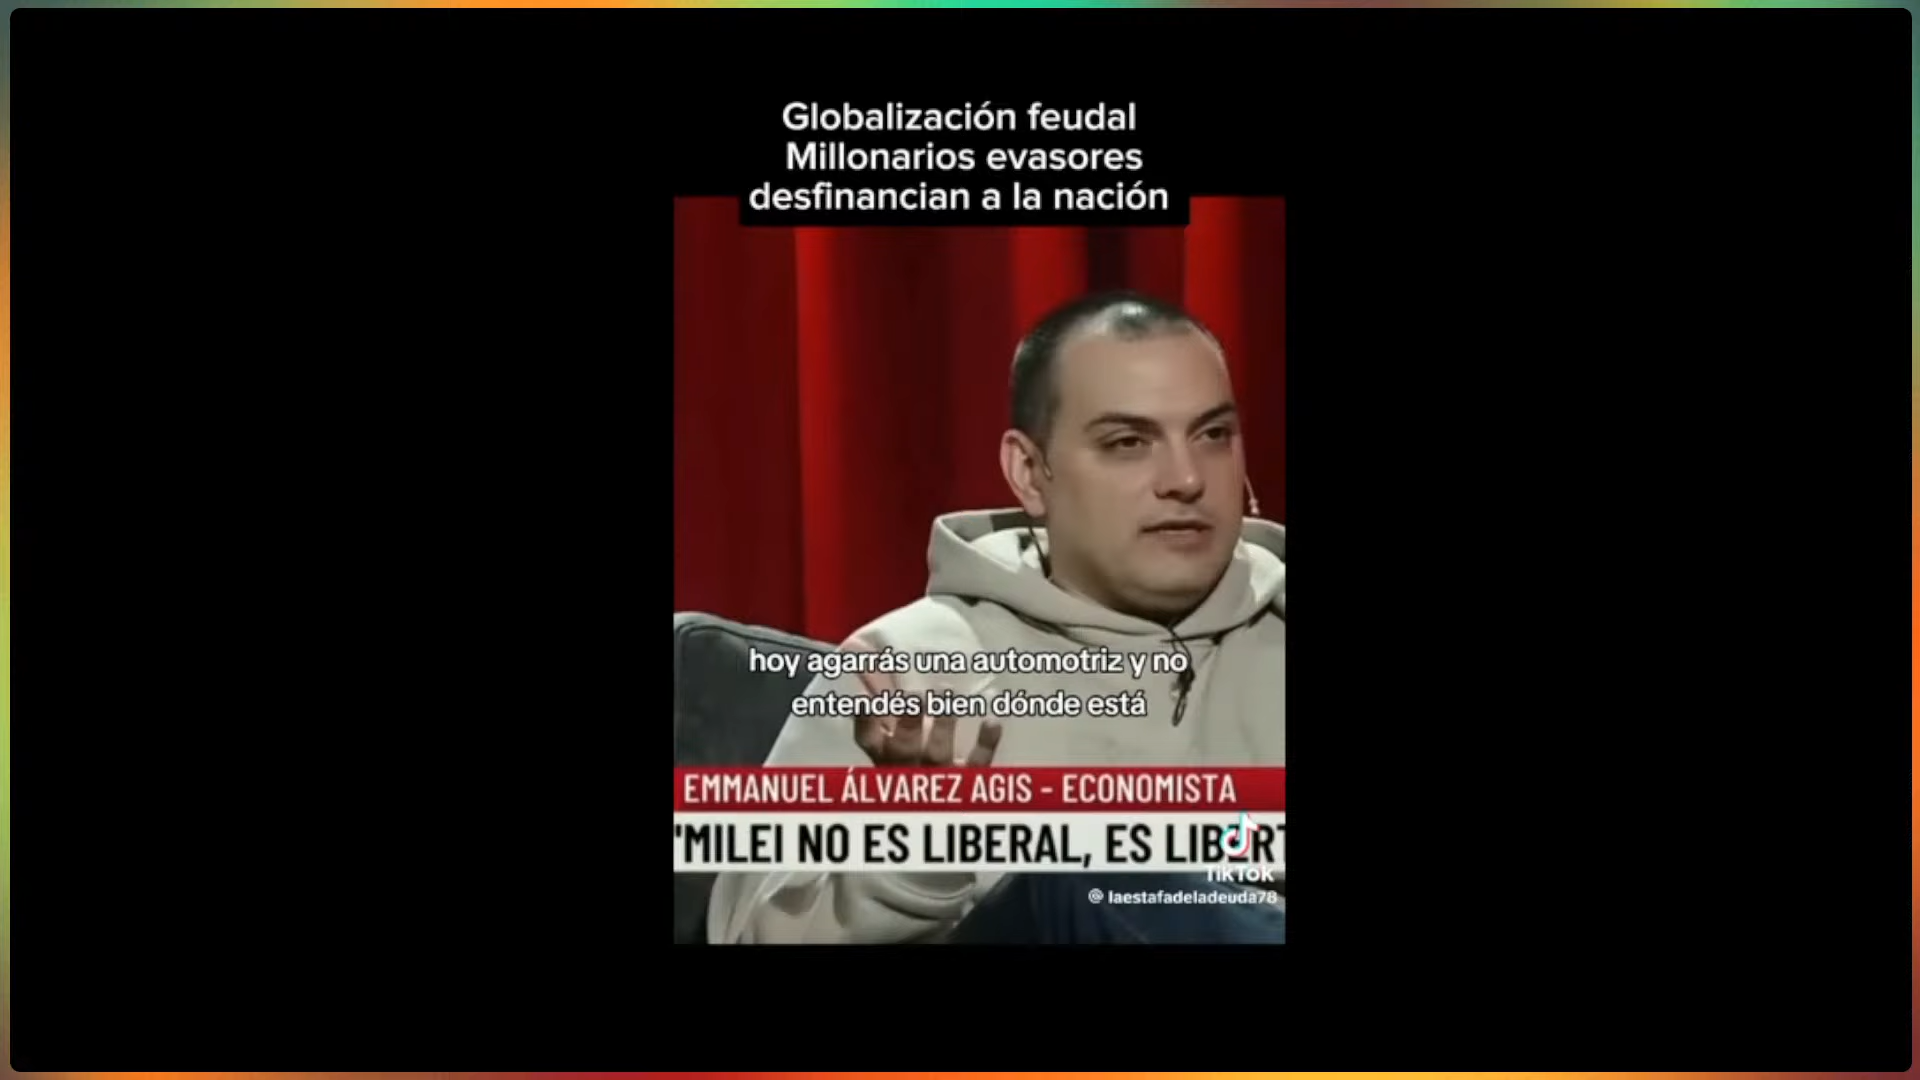 Globalización feudal
Millonarios evasores
desfinancian a la nación
hoy agarrás una automotriz y no
entendés bien dónde está
EMMANUEL ÁLVAREZ AGIS - ECONOMISTA
"MILEI NO ES LIBERAL, ES LIBERT
TikTok
@ laestafadeladeuda78